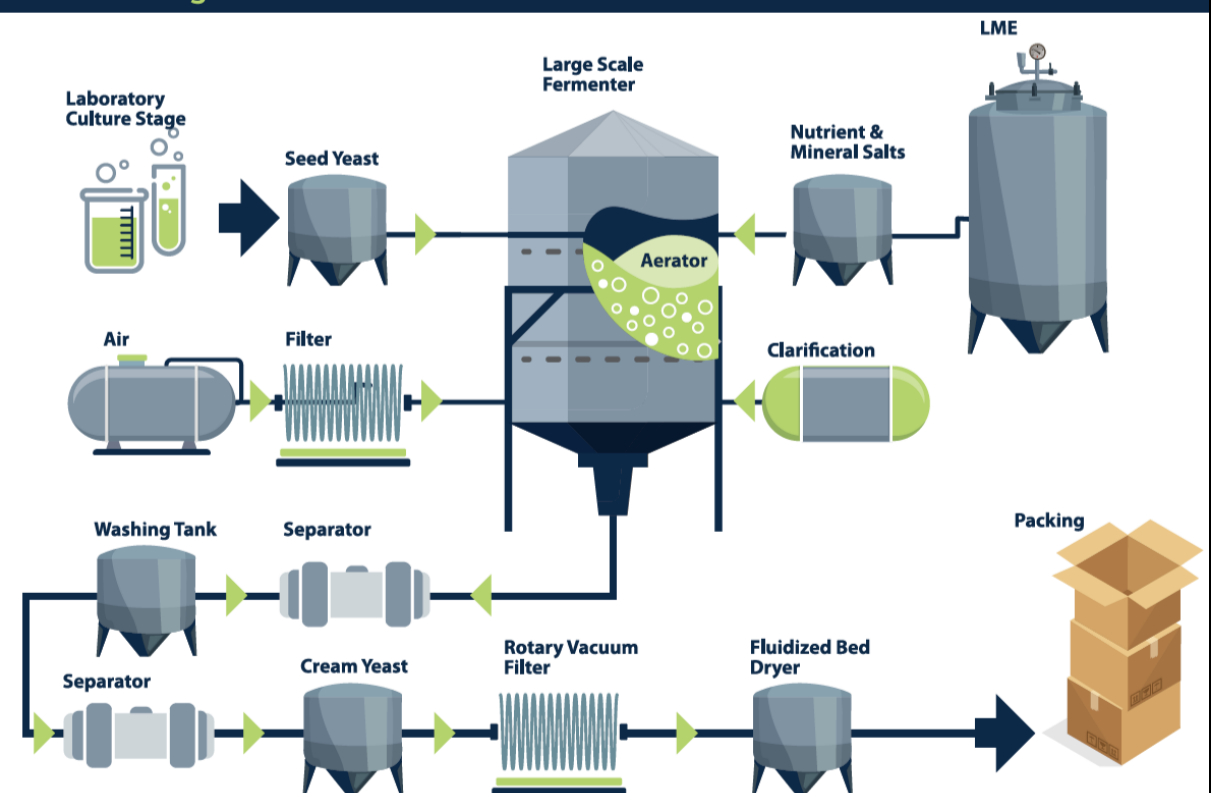 LME
Large Scale
Fermenter
Laboratory
Culture Stage
Nutrient &
Mineral Salts
Seed Yeast
Aerator
Air
Filter
Clarification
Packing
Washing Tank
Separator
Rotary Vacuum
Filter
Fluidized Bed
Dryer
Cream Yeast
Separator